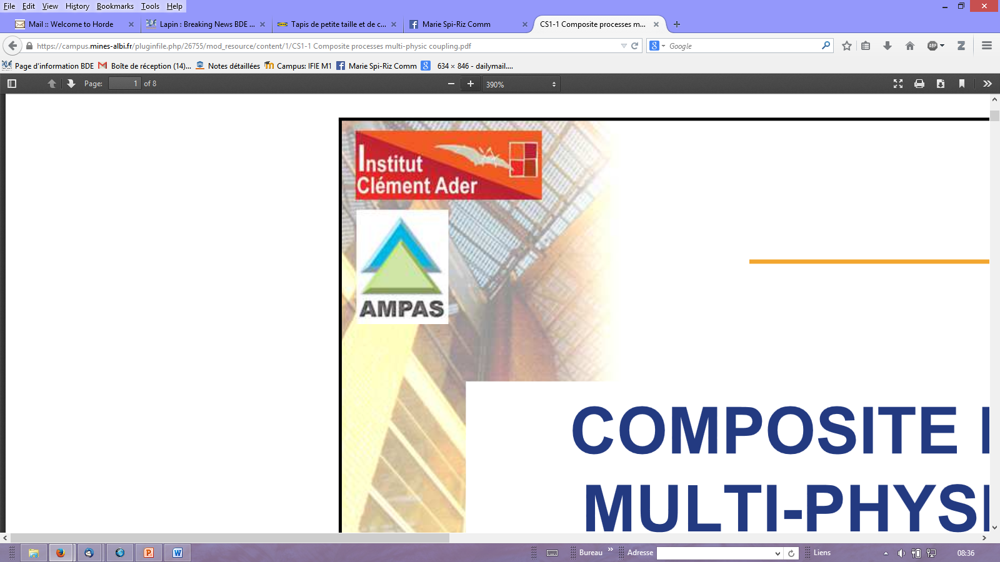 File Edit View History Bookmarks Tools Help
Mail :: Welcome to Horde
Lapin : Breaking News BDE ...
Tapis de petite taille et de c...
Marie Spi-Riz Comm
CS1-1 Composite processes m...
https://campus.mines-albi.fr/pluginfile.php/26755/mod_resource/content/1/CS1-1 Composite processes multi-physic coupling.pdf
Google
ABP
Page d'information BDE
Boîte de réception (14)...
Notes détaillées
Campus: IFIE M1
Marie Spi-Riz Comm
634 × 846 - dailymail....
Page: 1 of 8
390%
Institut
Clément Ader
AMPAS
COMPOSITE
MULTI-PHYSI
Bureau
Adresse
Liens
08:36